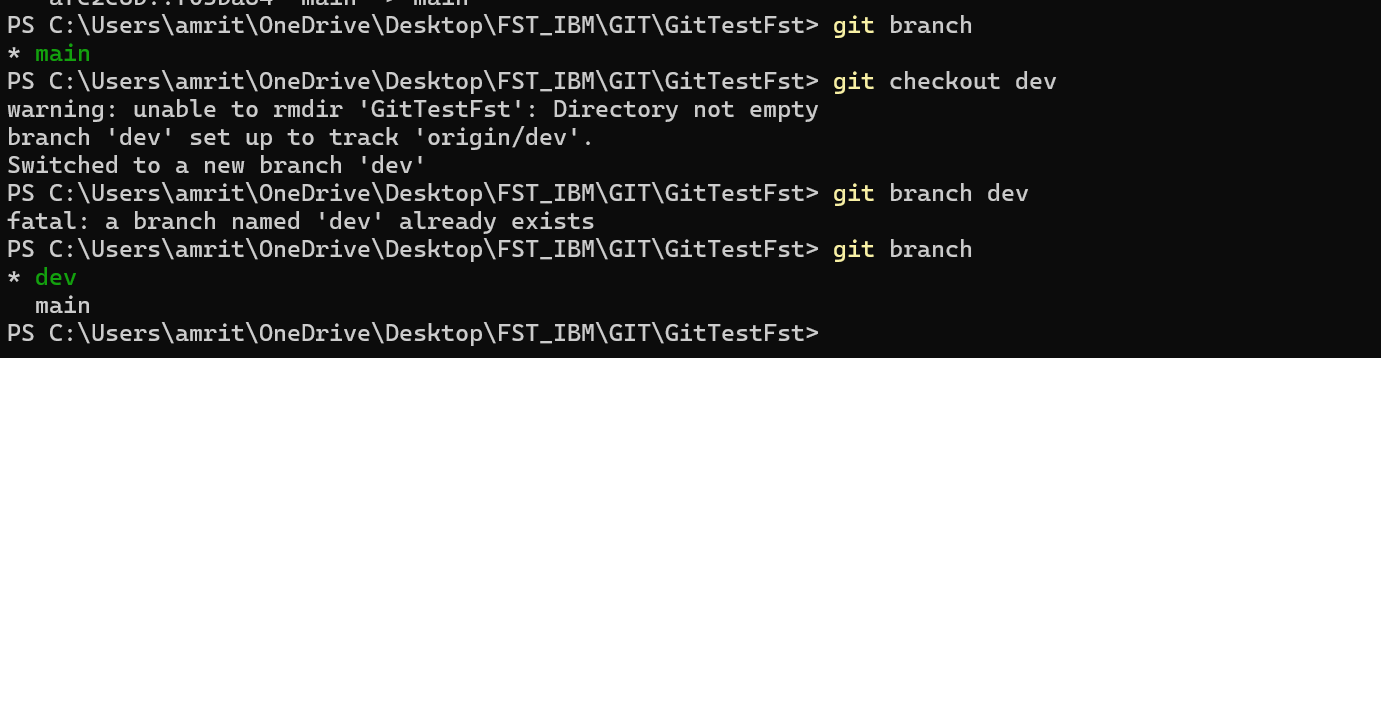 main -> main
PS C:\Users\amrit\OneDrive\Desktop\FST_IBM\GIT\GitTestFst> git branch
* main
PS C:\Users\amrit\OneDrive\Desktop\FST_IBM\GIT\GitTestFst> git checkout dev
warning: unable to rmdir 'GitTestFst': Directory not empty
branch 'dev' set up to track 'origin/dev'.
Switched to a new branch 'dev'
PS C:\Users\amrit\OneDrive\Desktop\FST_IBM\GIT\GitTestFst> git branch dev
fatal: a branch named 'dev' already exists
PS C:\Users\amrit\OneDrive\Desktop\FST_IBM\GIT\GitTestFst> git branch
* dev
  main
PS C:\Users\amrit\OneDrive\Desktop\FST_IBM\GIT\GitTestFst>